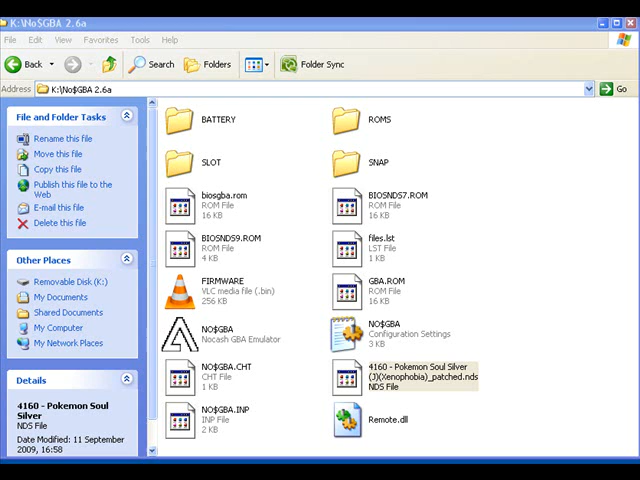 K:\No$GBA 2.6a
File Edit View Favorites Tools Help
Back Search Folders Folder Sync
Address K:\No$GBA 2.6a Go
File and Folder Tasks
Rename this file
Move this file
Copy this file
Publish this file to the
Web
E-mail this file
Delete this file
Other Places
Removable Disk (K:)
My Documents
Shared Documents
My Computer
My Network Places
Details
4160 - Pokemon Soul
Silver
NDS File
Date Modified: 11 September
2009, 16:58
BATTERY
ROMS
SLOT
SNAP
biosgba.rom
ROM File
16 KB
BIOSNDS7.ROM
ROM File
16 KB
BIOSNDS9.ROM
ROM File
4 KB
files.lst
LST File
1 KB
FIRMWARE
VLC media file (.bin)
256 KB
GBA.ROM
ROM File
16 KB
NO$GBA
Nocash GBA Emulator
NO$GBA
Configuration Settings
3 KB
NO$GBA.CHT
CHT File
1 KB
4160 - Pokemon Soul Silver
(J)(Xenophobia)_patched.nds
NDS File
NO$GBA.INP
INP File
2 KB
Remote.dll